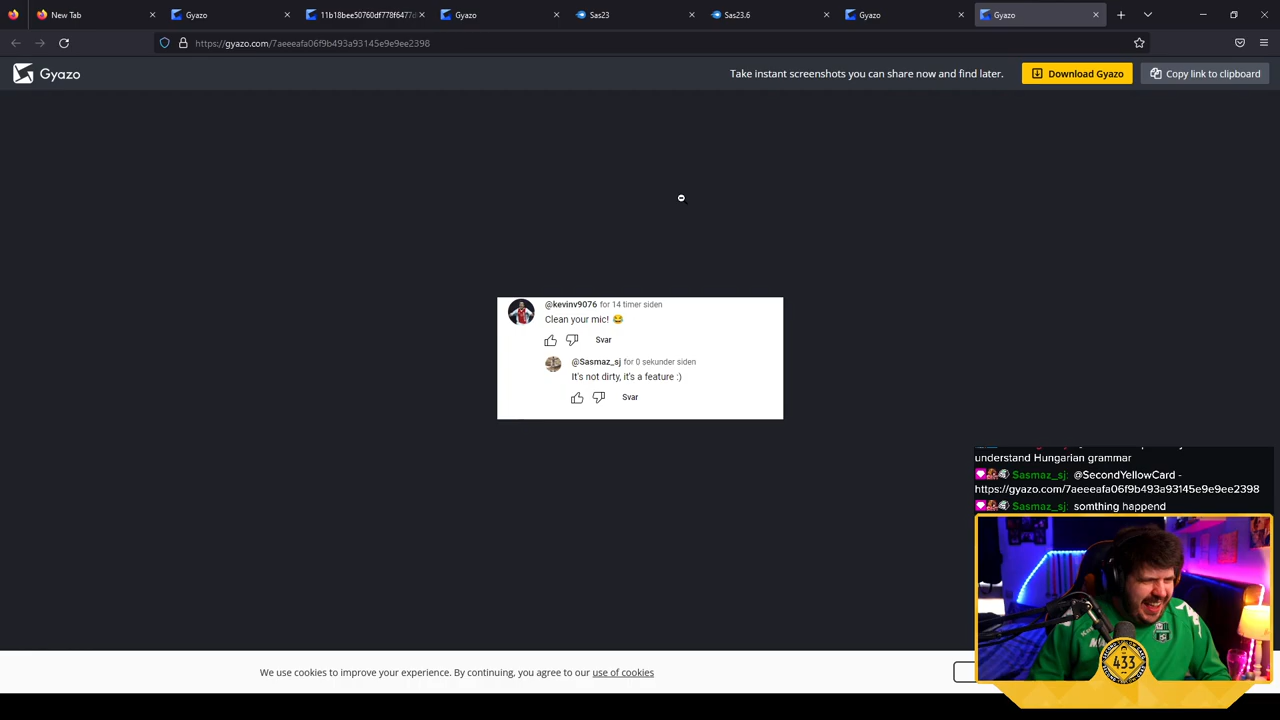 New Tab
Gyazo
11b18bee50760df778f6477d
Gyazo
Sas23
Sas23.6
Gyazo
Gyazo
https://gyazo.com/7aeeeafa06f9b493a93145e9e9ee2398
Gyazo
Take instant screenshots you can share now and find later.
Download Gyazo
Copy link to clipboard
@kevinv9076 for 14 timer siden
Clean your mic! 😂
Svar
@Sasmaz_sj for 0 sekunder siden
It's not dirty, it's a feature :)
Svar
understand Hungarian grammar
Sasmaz_sj: @SecondYellowCard -
https://gyazo.com/7aeeeafa06f9b493a93145e9e9ee2398
Sasmaz_sj: somthing happend
433
We use cookies to improve your experience. By continuing, you agree to our use of cookies